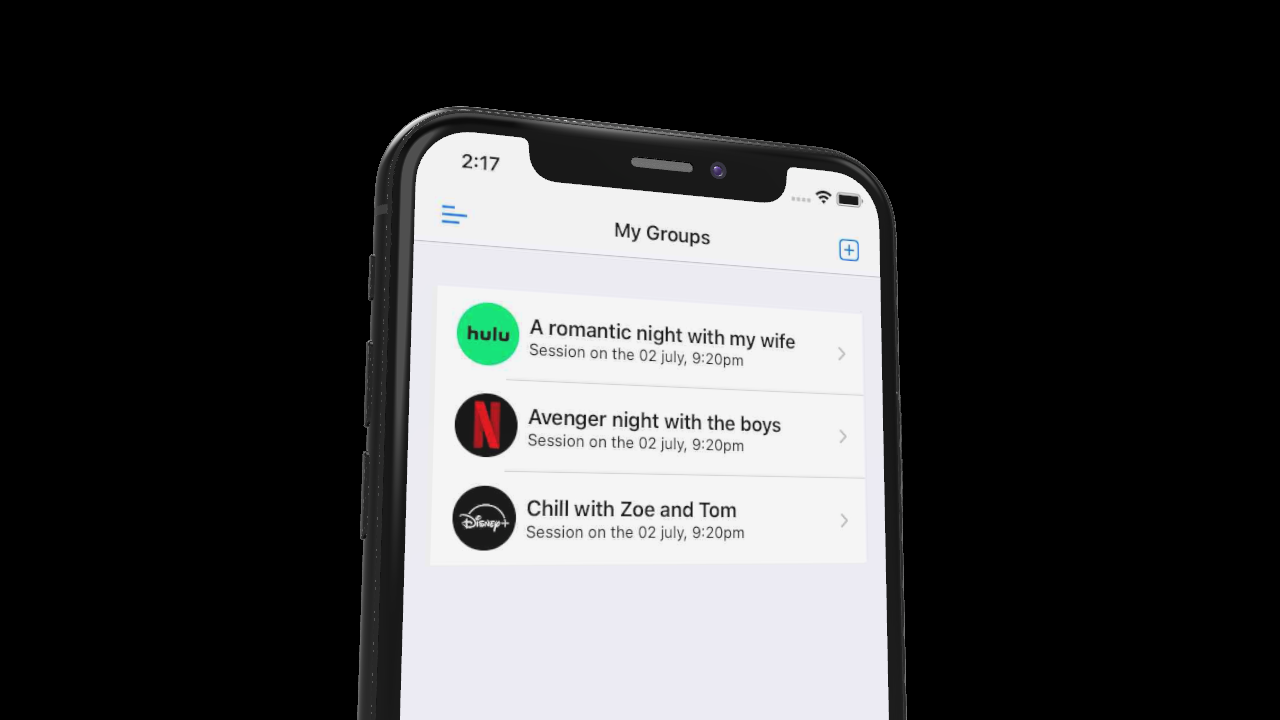 2:17
My Groups
hulu
A romantic night with my wife
Session on the 02 july, 9:20pm
N
Avenger night with the boys
Session on the 02 july, 9:20pm
Disney+
Chill with Zoe and Tom
Session on the 02 july, 9:20pm